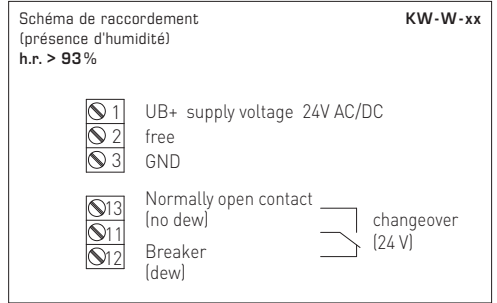 Schéma de raccordement KW-W-xx
(présence d'humidité)
h.r. > 93%
1 UB+ supply voltage 24V AC/DC
2 free
3 GND
13 Normally open contact
(no dew)
11
changeover
(24 V)
12 Breaker
(dew)